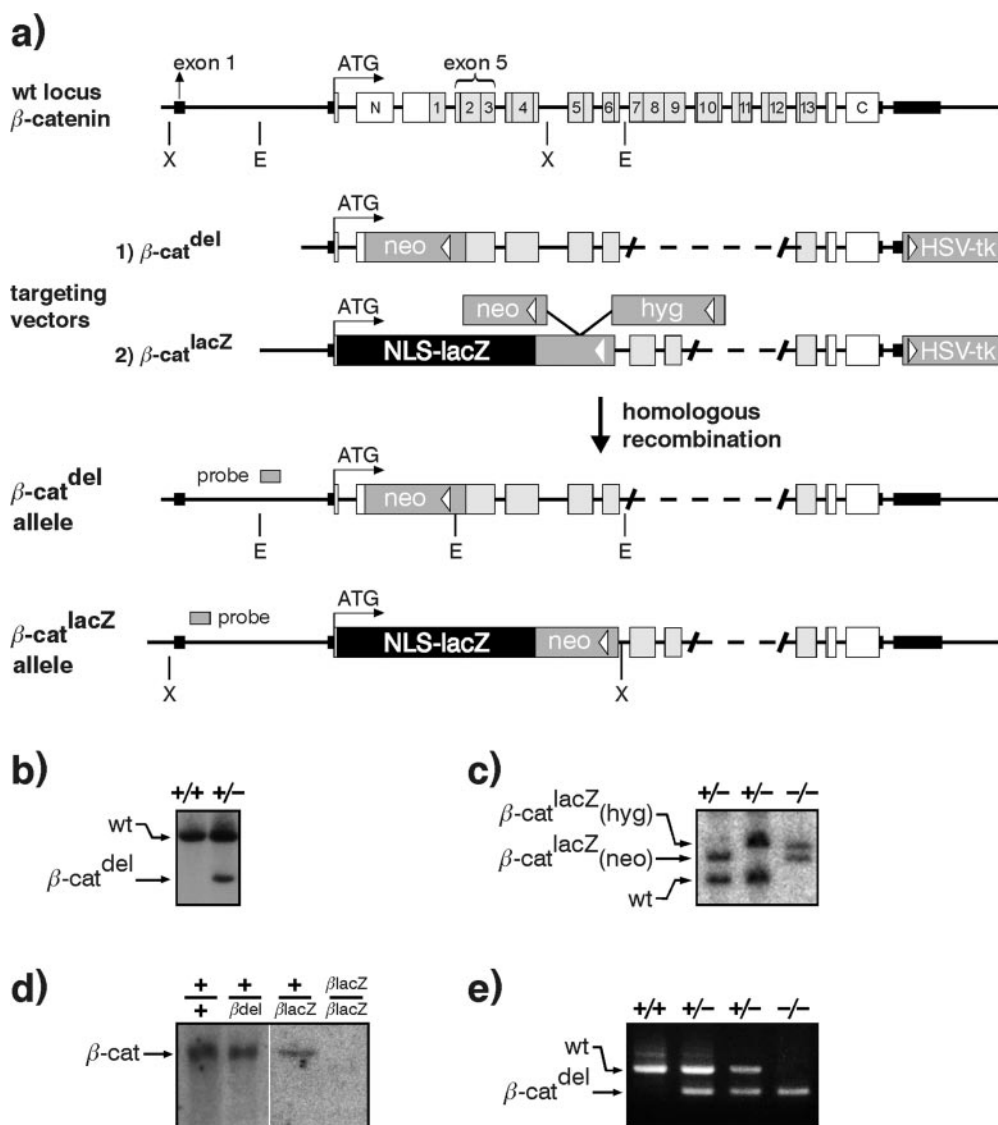 a)
exon 1
ATG
exon 5
wt locus
β-catenin
N 1 2 3 4 5 6 7 8 9 10 11 12 13 C
X E X E
ATG
1) β-cat^del
neo
HSV-tk
targeting
vectors
neo hyg
ATG
2) β-cat^lacZ
NLS-lacZ
HSV-tk
homologous
recombination
ATG
probe
β-cat^del
allele
neo
E E E
ATG
probe
β-cat^lacZ
allele
NLS-lacZ neo
X X
b)
+/+ +/−
wt
β-cat^del
c)
+/− +/− −/−
β-cat^lacZ(hyg)
β-cat^lacZ(neo)
wt
d)
+ + + βlacZ
+ βdel βlacZ βlacZ
β-cat
e)
+/+ +/− +/− −/−
wt
β-cat^del